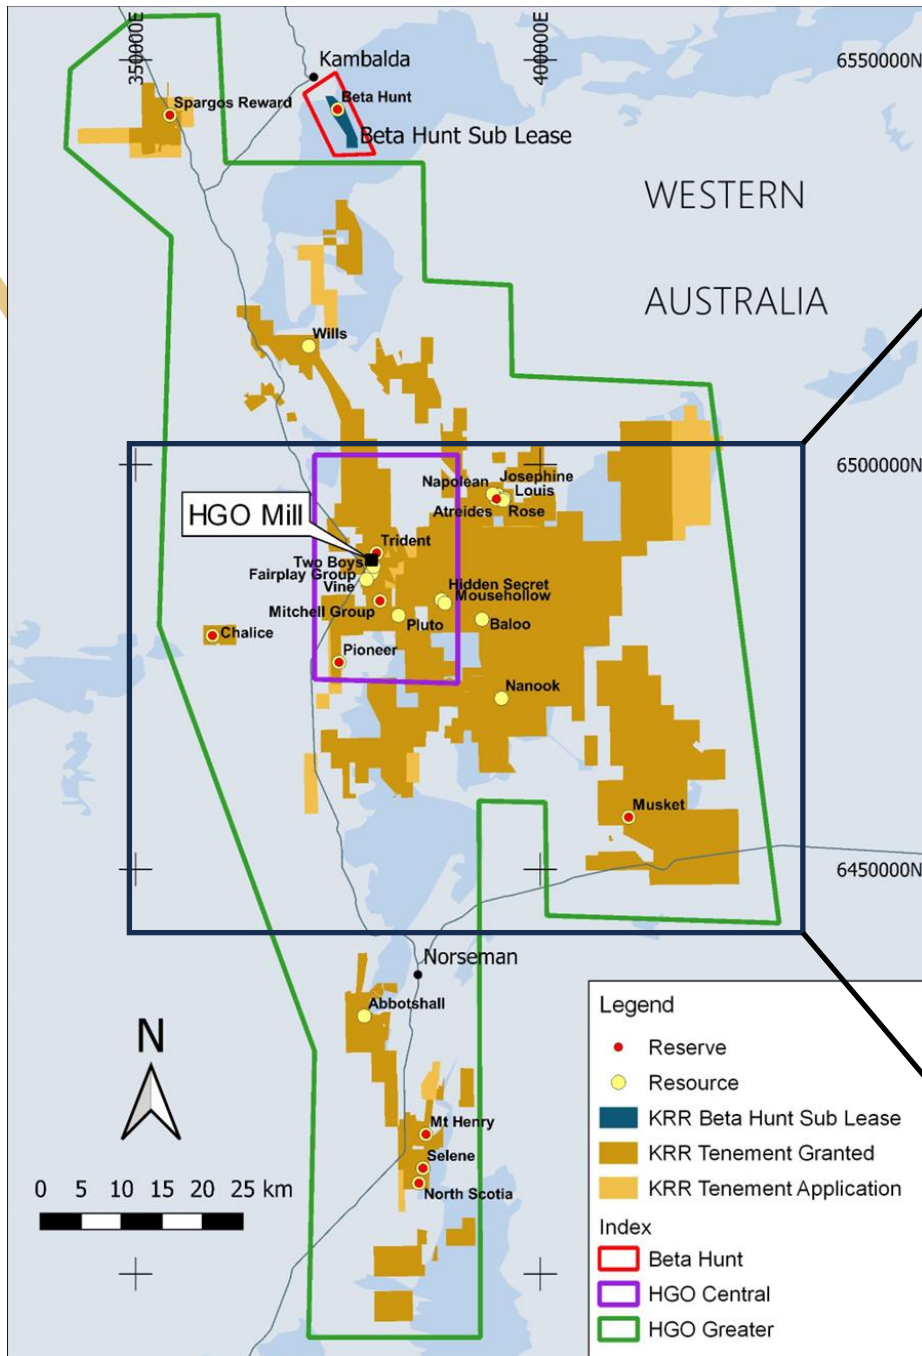 350000E
400000E
6550000N
Kambalda
Spargos Reward
Beta Hunt
Beta Hunt Sub Lease
WESTERN
AUSTRALIA
Wills
6500000N
Napolean
Josephine
Louis
Atreides
Rose
HGO Mill
Trident
Two Boys
Fairplay Group
Vine
Hidden Secret
Mousehollow
Mitchell Group
Pluto
Baloo
Chalice
Pioneer
Nanook
Musket
6450000N
Norseman
Abbotshall
N
Mt Henry
Selene
North Scotia
0 5 10 15 20 25 km
Legend
Reserve
Resource
KRR Beta Hunt Sub Lease
KRR Tenement Granted
KRR Tenement Application
Index
Beta Hunt
HGO Central
HGO Greater